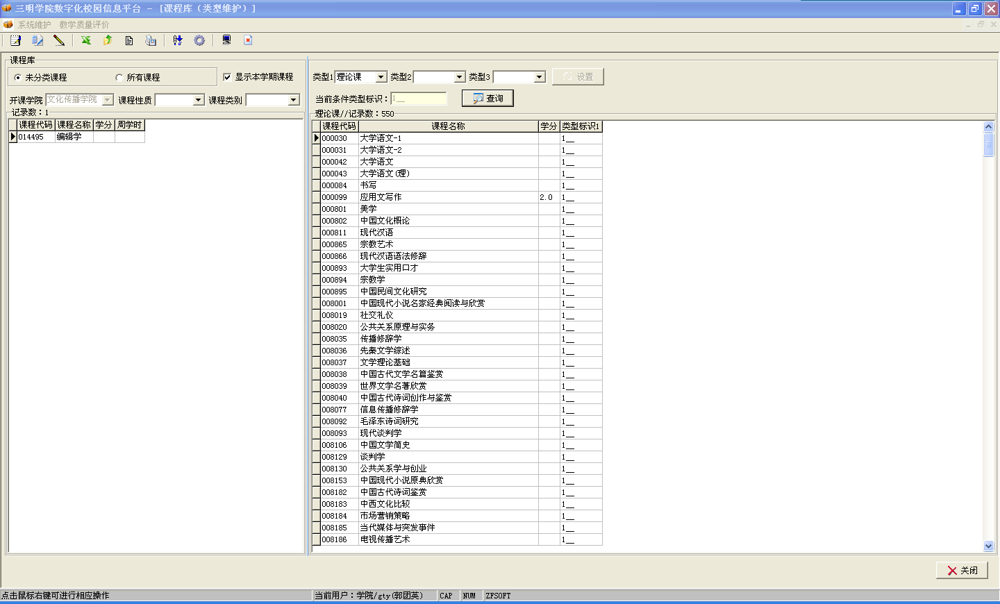 三明学院数字化校园信息平台 - [课程库（类型维护）]
系统维护 教学质量评价
课程库
未分类课程 所有课程 显示本学期课程
开课学院 文化传播学院 课程性质 课程类别
记录数：1
课程代码 课程名称 学分 周学时
014495 编辑学
类型1 理论课 类型2 类型3 设置
当前条件类型标识： 1__ 查询
理论课//记录数：550
课程代码 课程名称 学分 类型标识1
000030 大学语文-1 1__
000031 大学语文-2 1__
000042 大学语文 1__
000043 大学语文(理) 1__
000084 书写 1__
000099 应用文写作 2.0 1__
000801 美学 1__
000802 中国文化概论 1__
000811 现代汉语 1__
000865 宗教艺术 1__
000866 现代汉语语法修辞 1__
000893 大学生实用口才 1__
000894 宗教学 1__
000895 中国民间文化研究 1__
008001 中国现代小说名家经典阅读与欣赏 1__
008019 社交礼仪 1__
008020 公共关系原理与实务 1__
008035 传播修辞学 1__
008036 先秦文学综述 1__
008037 文学理论基础 1__
008038 中国古代文学名篇鉴赏 1__
008039 世界文学名著欣赏 1__
008040 中国古代诗词创作与鉴赏 1__
008077 信息传播修辞学 1__
008092 毛泽东诗词研究 1__
008093 现代谈判学 1__
008106 中国文学简史 1__
008129 谈判学 1__
008130 公共关系学与创业 1__
008153 中国现代小说原典欣赏 1__
008182 中国古代诗词鉴赏 1__
008183 中西文化比较 1__
008184 市场营销策略 1__
008185 当代媒体与突发事件 1__
008186 电视传播艺术 1__
关闭
点击鼠标右键可进行相应操作 当前用户：学院/gty(郭团英) CAP NUM ZFSOFT